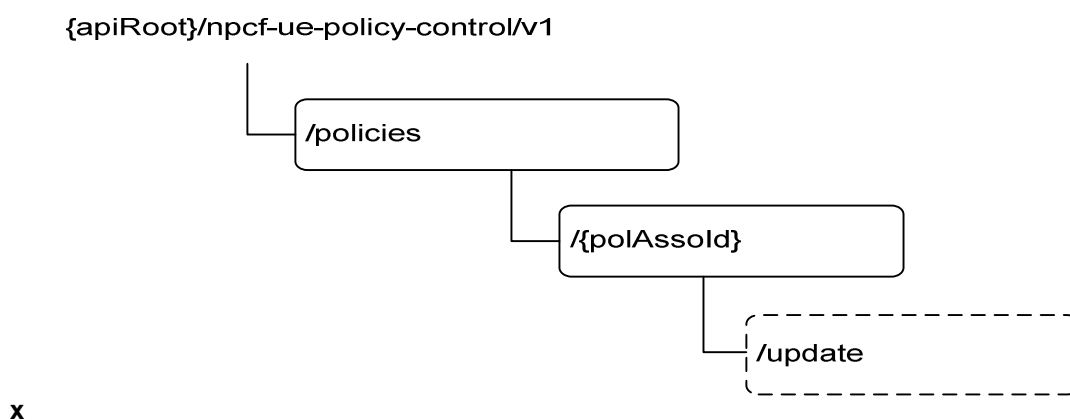 {apiRoot}/npcf-ue-policy-control/v1
/policies
/{polAssoId}
/update
x